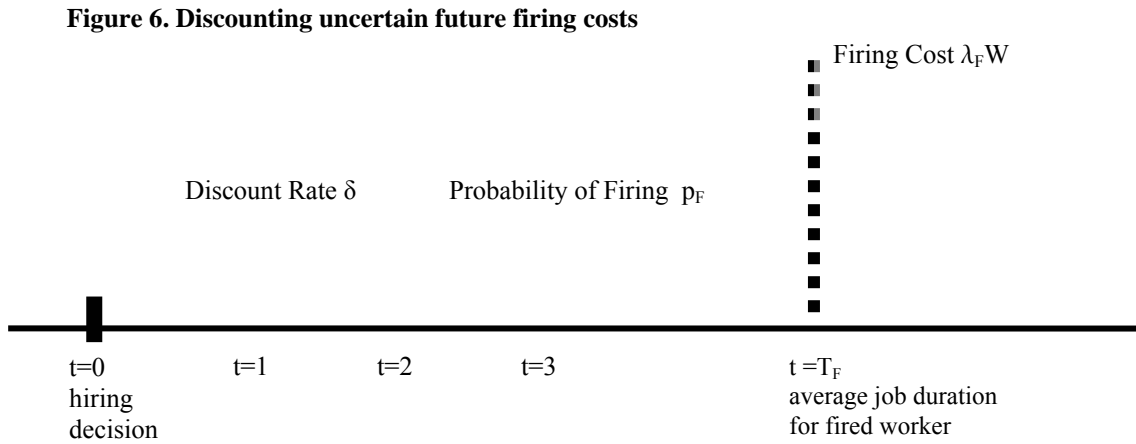 Figure 6. Discounting uncertain future firing costs
Firing Cost λFW
Discount Rate δ
Probability of Firing pF
t=0
hiring
decision
t=1
t=2
t=3
t =TF
average job duration
for fired worker